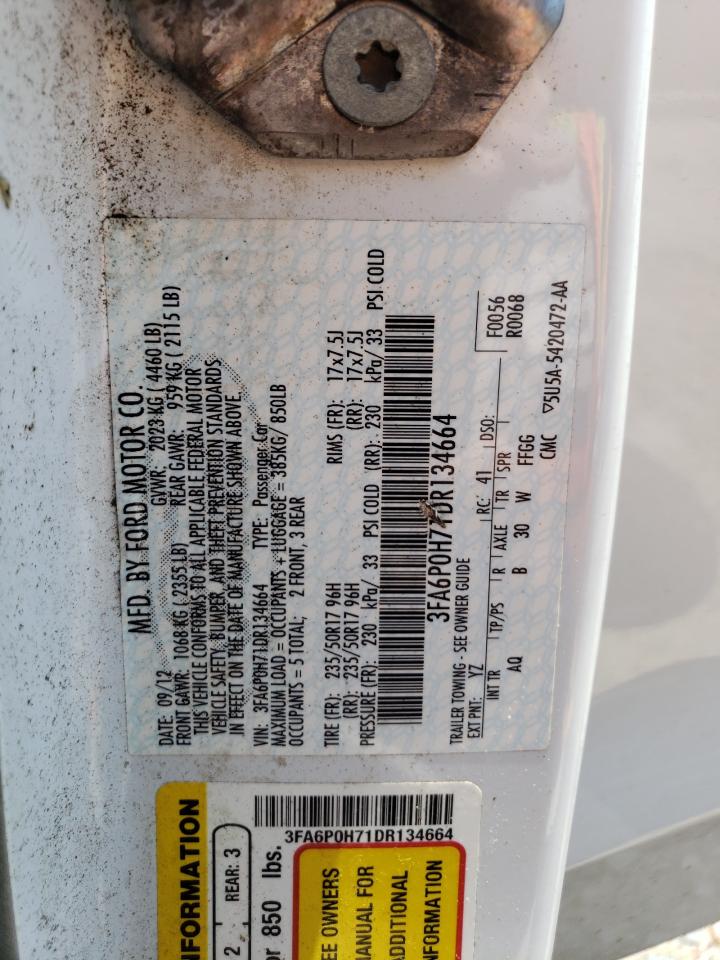 MFD. BY FORD MOTOR CO.
DATE: 09/12 GVWR: 2023 KG ( 4460 LB)
FRONT GAWR: 1068 KG ( 2355 LB) REAR GAWR: 959 KG ( 2115 LB)
THIS VEHICLE CONFORMS TO ALL APPLICABLE FEDERAL MOTOR
VEHICLE SAFETY, BUMPER, AND THEFT PREVENTION STANDARDS
IN EFFECT ON THE DATE OF MANUFACTURE SHOWN ABOVE.
VIN: 3FA6P0H71DR134664 TYPE: Passenger Car
MAXIMUM LOAD = OCCUPANTS + LUGGAGE = 385KG/ 850LB
OCCUPANTS = 5 TOTAL; 2 FRONT, 3 REAR
TIRE (FR): 235/50R17 96H RIMS (FR): 17x7.5J
(RR): 235/50R17 96H (RR): 17x7.5J
PRESSURE (FR): 230 kPa/ 33 PSI COLD (RR): 230 kPa/ 33 PSI COLD
3FA6P0H71DR134664
TRAILER TOWING - SEE OWNER GUIDE
EXT PNT: YZ RC: 41 DSO: F0056
R0068
INT TR TP/PS R AXLE TR SPR
AQ B 30 W FFGG
CMC ▽5U5A-5420472-AA
3FA6P0H71DR134664
INFORMATION
2 REAR: 3
or 850 lbs.
EE OWNERS
ANUAL FOR
ADDITIONAL
NFORMATION